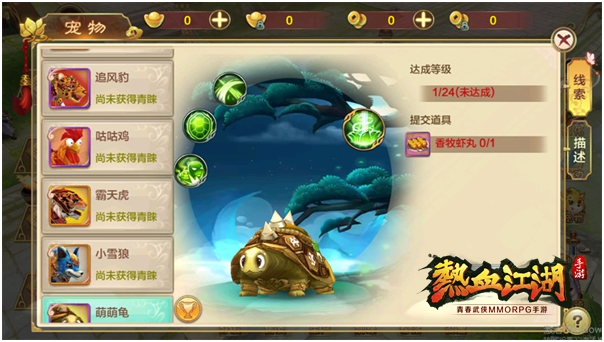 宠物
0
0
0
0
追风豹
尚未获得青睐
咕咕鸡
尚未获得青睐
霸天虎
尚未获得青睐
小雪狼
尚未获得青睐
萌萌龟
达成等级
1/24(未达成)
提交道具
香牧虾丸 0/1
线索
描述
熱血江湖
手游
青春武侠MMORPG手游
?